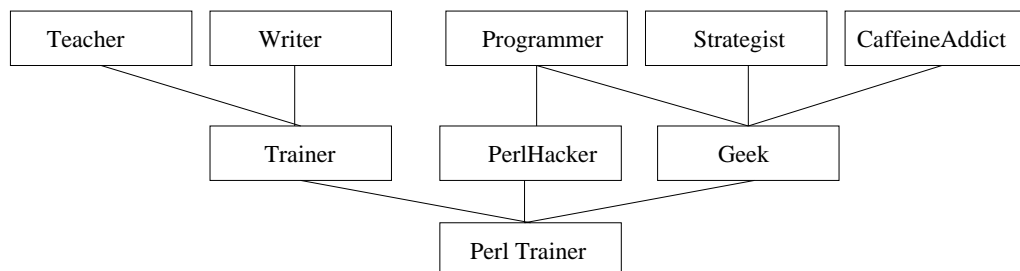 Teacher
Writer
Programmer
Strategist
CaffeineAddict
Trainer
PerlHacker
Geek
Perl Trainer